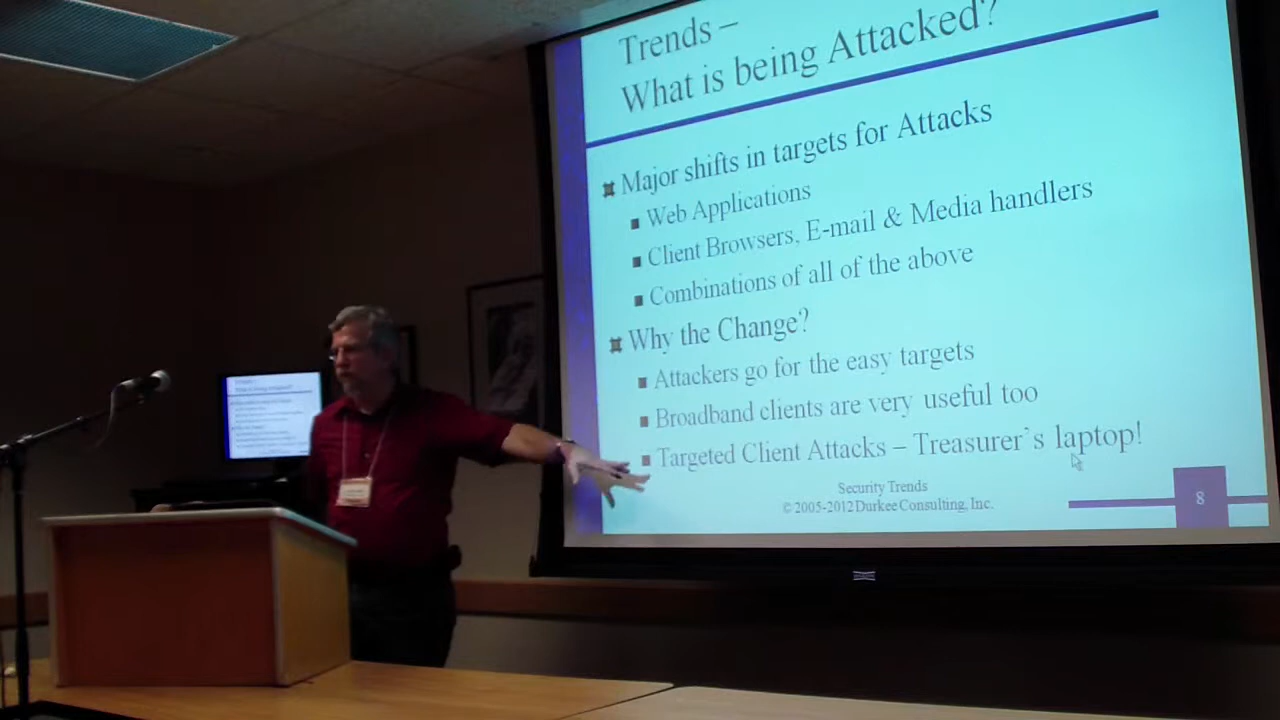 Trends –
What is being Attacked?
Major shifts in targets for Attacks
Web Applications
Client Browsers, E-mail & Media handlers
Combinations of all of the above
Why the Change?
Attackers go for the easy targets
Broadband clients are very useful too
Targeted Client Attacks – Treasurer's laptop!
Security Trends
© 2005-2012 Durkee Consulting, Inc.
8